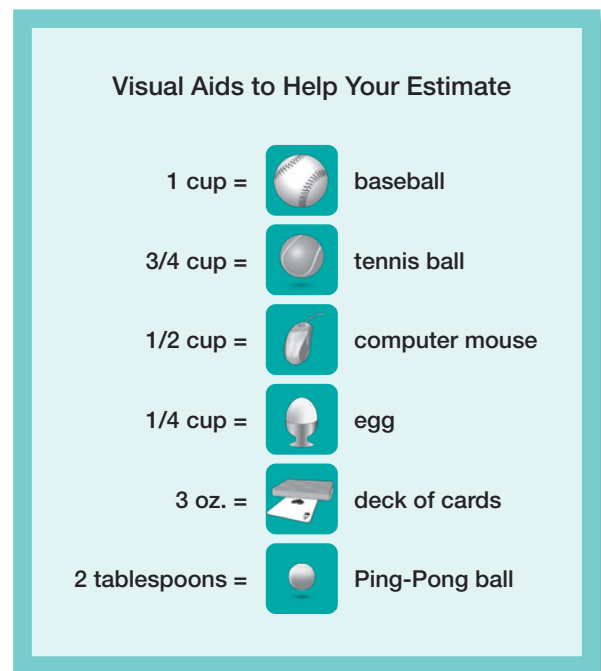 Visual Aids to Help Your Estimate
1 cup = baseball
3/4 cup = tennis ball
1/2 cup = computer mouse
1/4 cup = egg
3 oz. = deck of cards
2 tablespoons = Ping-Pong ball